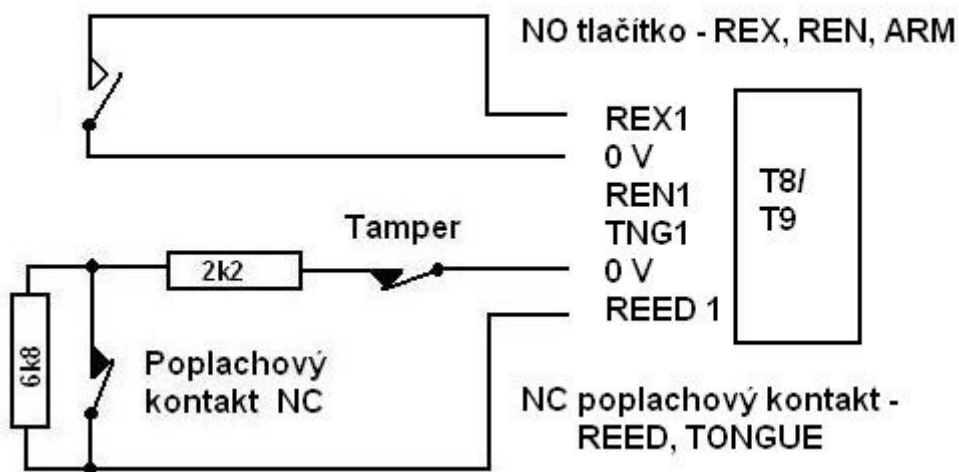 NO tlačítko - REX, REN, ARM
REX1
0 V
REN1
TNG1
0 V
REED 1
T8/
T9
Tamper
2k2
6k8
Poplachový
kontakt NC
NC poplachový kontakt -
REED, TONGUE